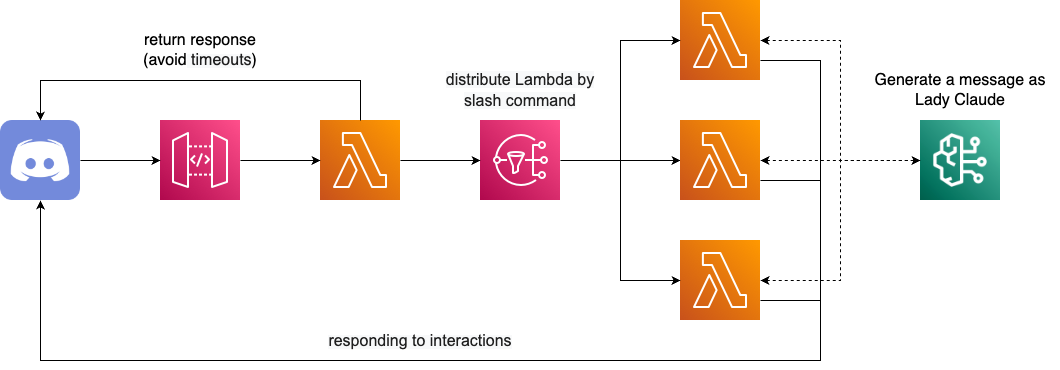 return response
(avoid timeouts)
distribute Lambda by
slash command
Generate a message as
Lady Claude
</>
responding to interactions